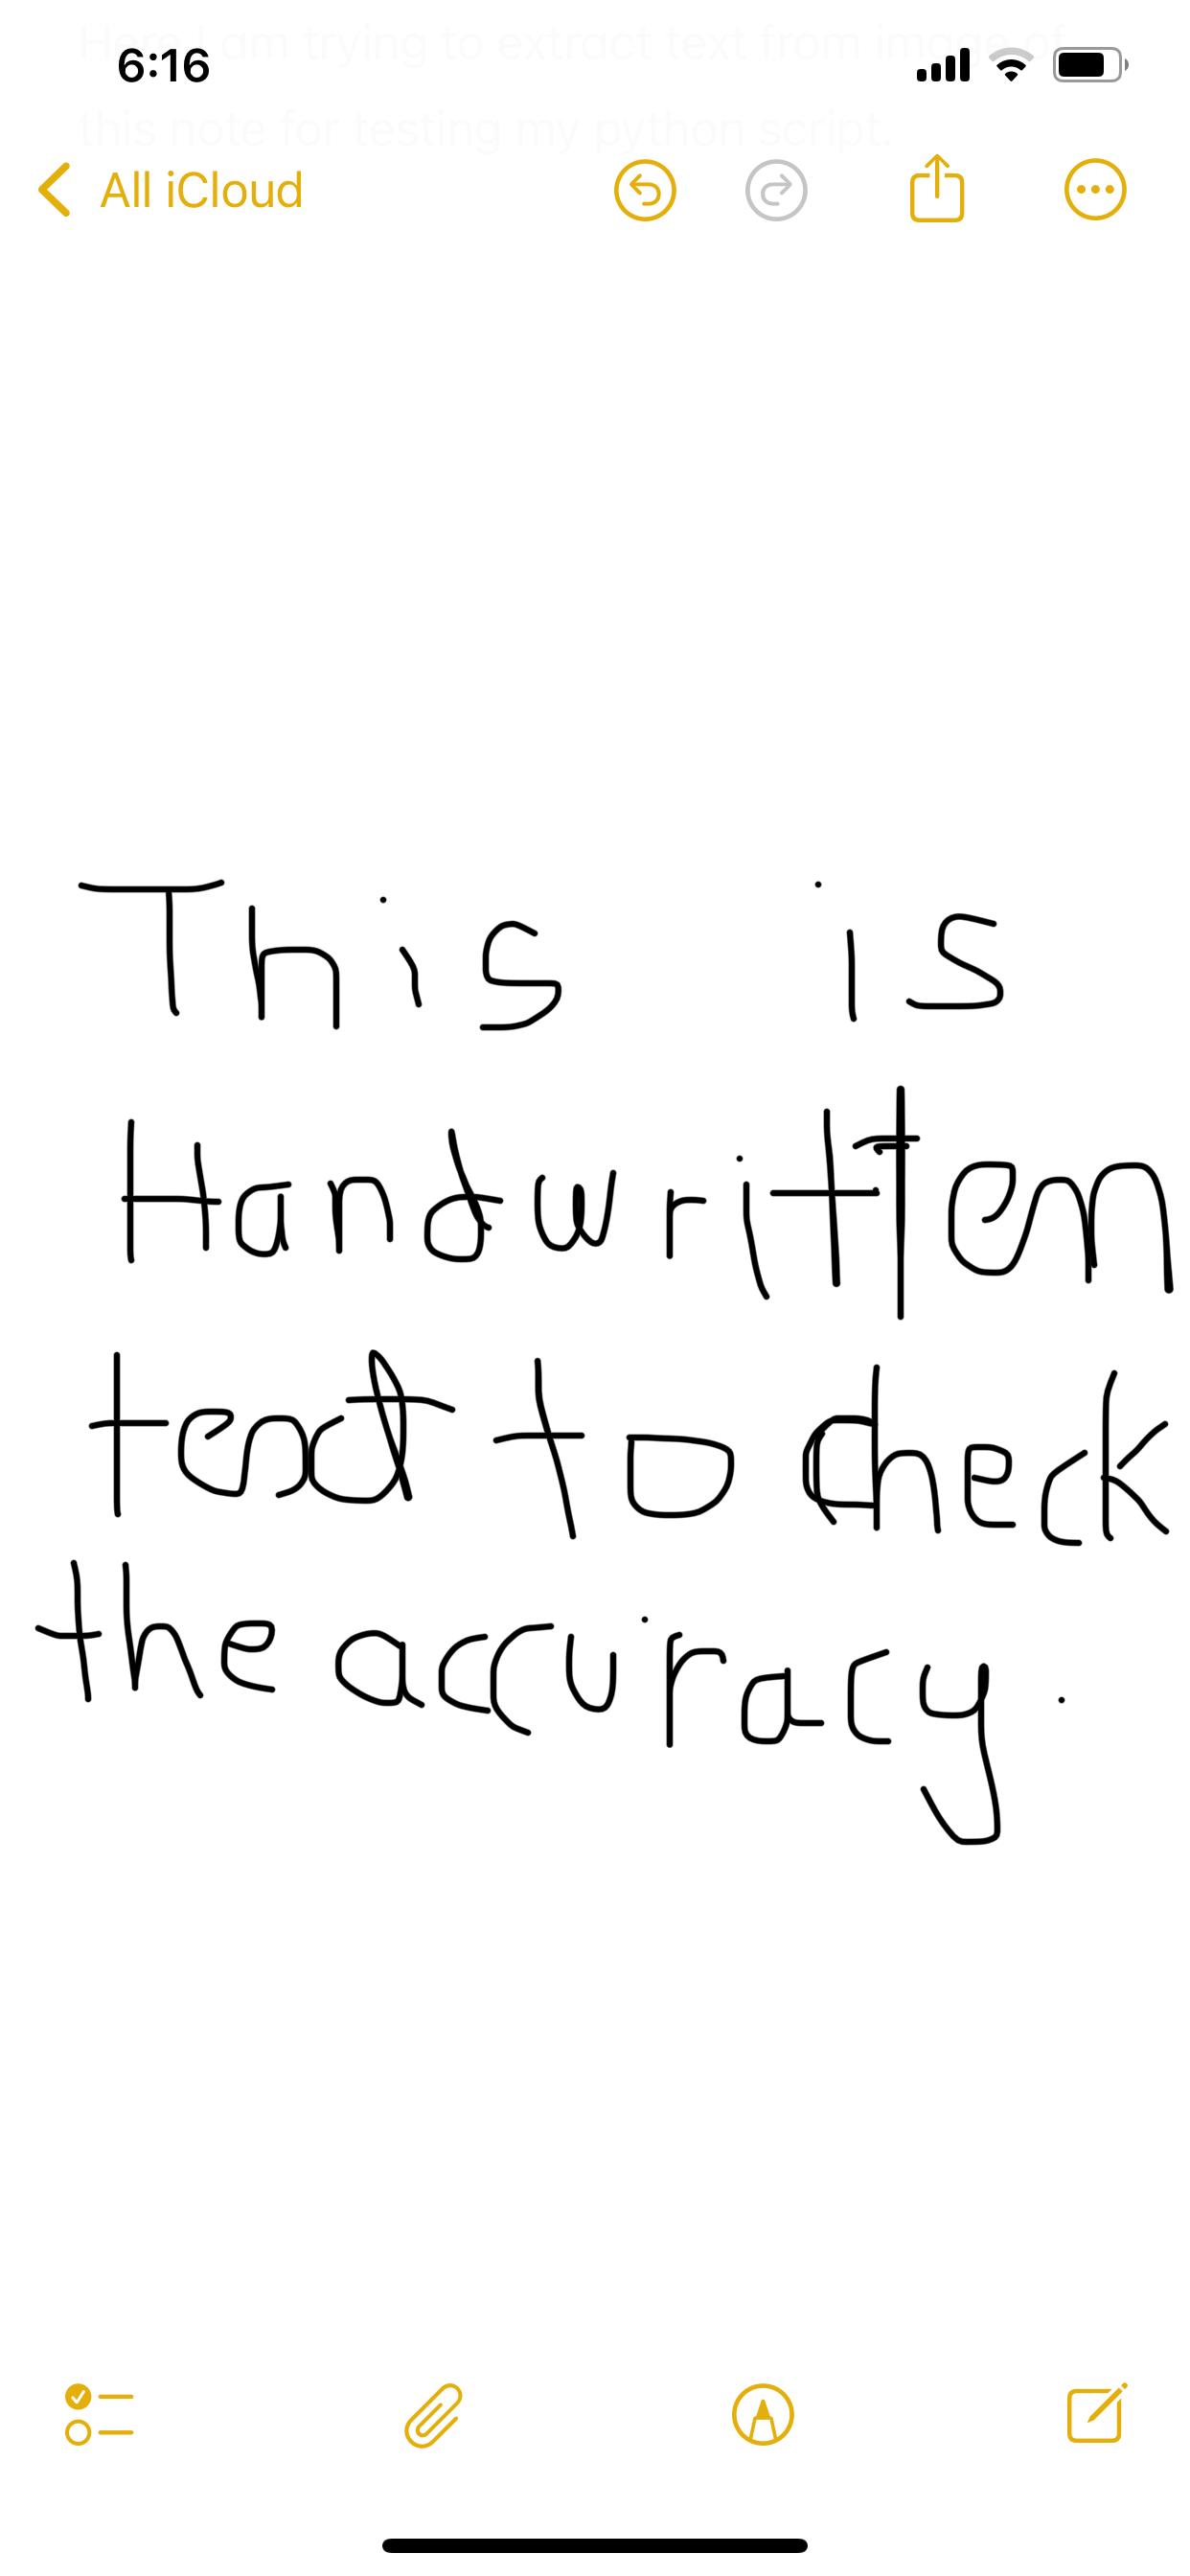 Here I am trying to extract text from image of
6:16
this note for testing my python script.
All iCloud
This is
Handwritten
text to check
the accuracy.